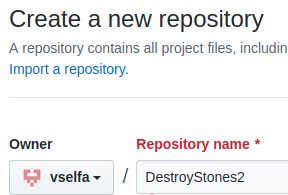 Create a new repository
A repository contains all project files, includin
Import a repository.
Owner Repository name *
vselfa / DestroyStones2